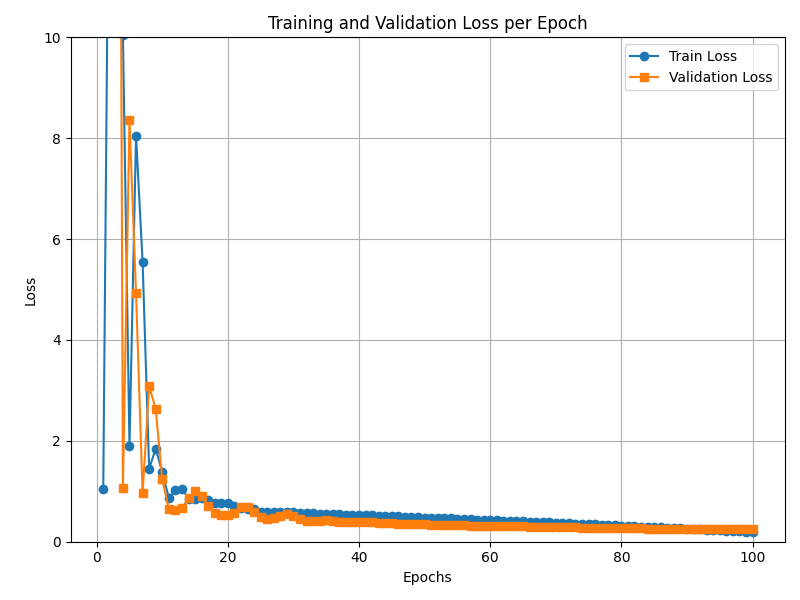 Training and Validation Loss per Epoch
Train Loss
Validation Loss
10
8
6
4
2
0
Loss
0 20 40 60 80 100
Epochs